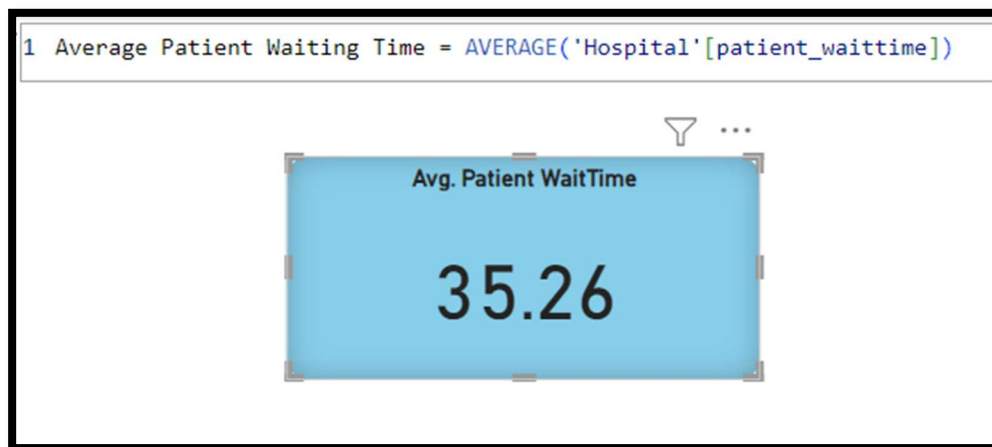 1 Average Patient Waiting Time = AVERAGE('Hospital'[patient_waittime])
Avg. Patient WaitTime
35.26